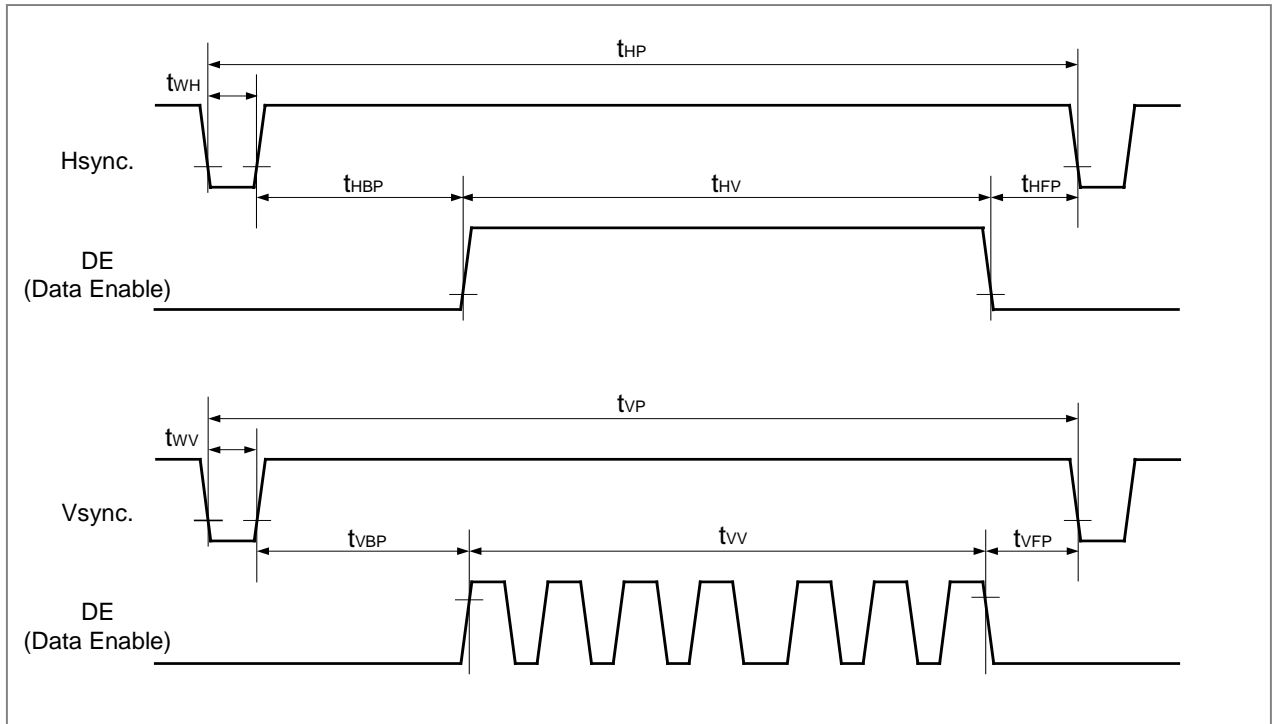 tHP
tWH
Hsync.
tHBP
tHV
tHFP
DE
(Data Enable)
tVP
tWV
Vsync.
tVBP
tVV
tVFP
DE
(Data Enable)